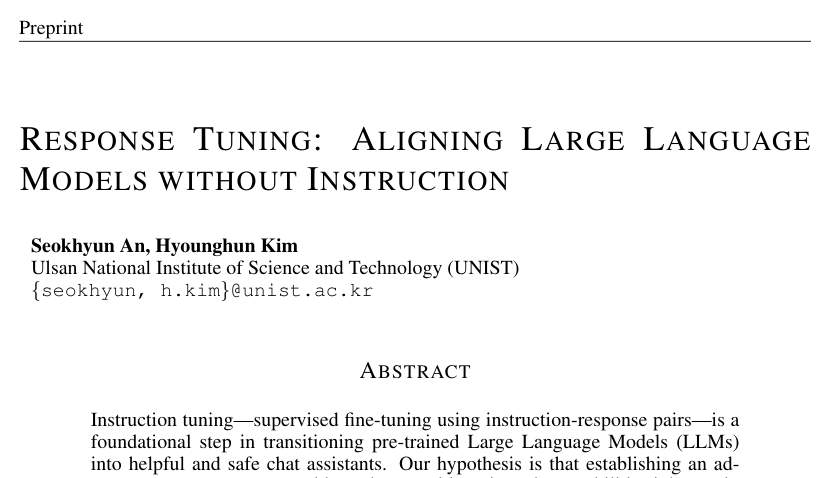 Preprint
RESPONSE TUNING: ALIGNING LARGE LANGUAGE
MODELS WITHOUT INSTRUCTION
Seokhyun An, Hyounghun Kim
Ulsan National Institute of Science and Technology (UNIST)
{seokhyun, h.kim}@unist.ac.kr
ABSTRACT
Instruction tuning—supervised fine-tuning using instruction-response pairs—is a
foundational step in transitioning pre-trained Large Language Models (LLMs)
into helpful and safe chat assistants. Our hypothesis is that establishing an ad-